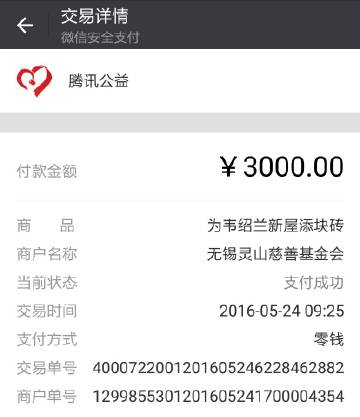 交易详情
微信安全支付
腾讯公益
付款金额 ￥3000.00
商 品 为韦绍兰新屋添块砖
商户名称 无锡灵山慈善基金会
当前状态 支付成功
交易时间 2016-05-24 09:25
支付方式 零钱
交易单号 4000722001201605246228462882
商户单号 1299855301201605241700004354